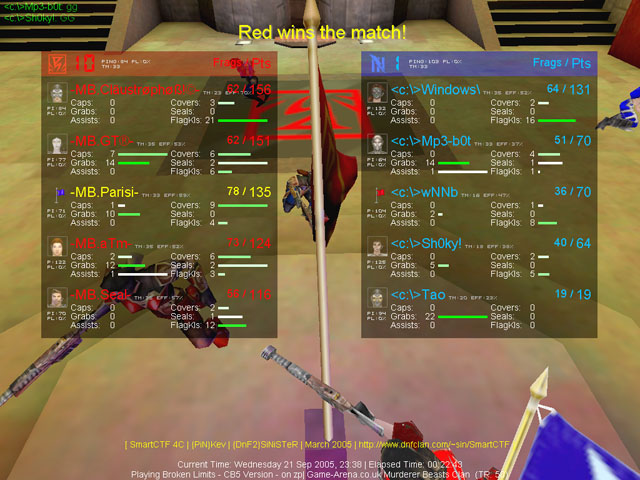 <c:\>Mp3-b0t: gg
<c:\>Sh0ky!: GG
Red wins the match!
10 Frags / Pts
1 Frags / Pts
62 / 156
Caps: 1 Covers: 3
Grabs: 0 Seals: 0
Assists: 0 FlagKls: 21
-MB.GT®- 62 / 151
Caps: 7 Covers: 6
Grabs: 14 Seals: 2
Assists: 0 FlagKls: 2
-MB.Parisi- 78 / 135
Caps: 1 Covers: 9
Grabs: 10 Seals: 0
Assists: 0 FlagKls: 4
-MB.aTm- / 124
Caps: 2 Covers: 6
Grabs: 12 Seals: 2
Assists: 1 FlagKls: 3
-MB.Seal- / 116
Caps: 0 Covers: 2
Grabs: 0 Seals: 1
Assists: 0 FlagKls: 12
<c:\>Windows\ 64 / 131
Caps: 0 Covers: 2
Grabs: 0 Seals: 0
Assists: 0 FlagKls: 16
<c:\>Mp3-b0t 51 / 70
Caps: 0 Covers: 4
Grabs: 14 Seals: 0
Assists: 1 FlagKls: 1
<c:\>wNNb 36 / 70
Caps: 1 Covers: 0
Grabs: 2 Seals: 0
Assists: 0 FlagKls: 8
<c:\>Sh0ky! 40 / 64
Caps: 0 Covers: 2
Grabs: 5 Seals: 0
Assists: 0 FlagKls: 5
<c:\>Tao 19 / 19
Caps: 0 Covers: 0
Grabs: 22 Seals: 0
Assists: 0 FlagKls: 0
[ SmartCTF 4C | {PiN}Kev | {DnF2}SiNiSTeR | March 2005 | http://www.dnfclan.com/~sin/SmartCTF
Current Time: Wednesday 21 Sep 2005, 23:38 | Elapsed Time: 00:22:43
Playing Broken Limits - CB5 Version - on zp| Game-Arena.co.uk Murderer Beasts Clan